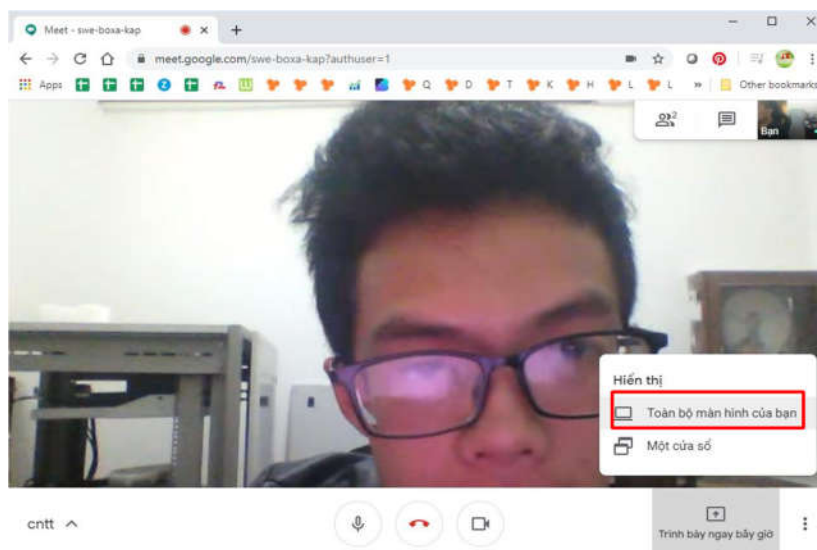 Meet - swe-boxa-kap
meet.google.com/swe-boxa-kap?authuser=1
Apps Q D T K H L L » Other bookmarks
2
Bạn
Hiển thị
Toàn bộ màn hình của bạn
Một cửa sổ
cntt
Trình bày ngay bây giờ